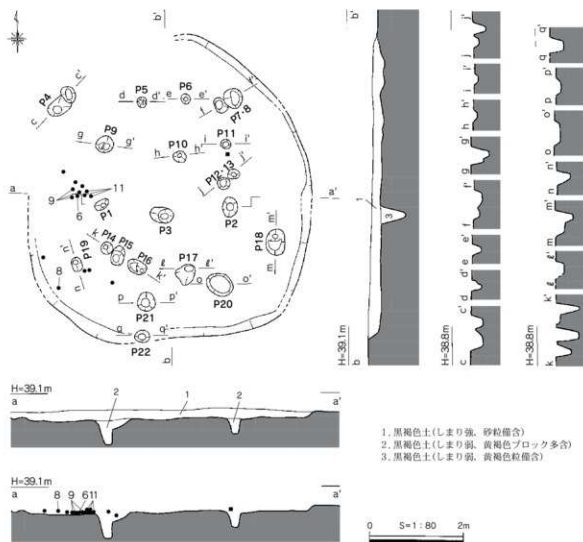 b'
b'
P4
c'
c
d P5 d'
P6
e e'
f'
f P7・8
P9
g g'
P10
h h'
P11
i i'
P12・13
j'
j
a
a'
9 11
6
P1
P3
P2
m'
P18
m
k P14
P15
P16
k'
P17
ℓ ℓ'
n'
P19
n
8
o o'
P20
p p'
P21
q q'
P22
b
1
3
H=39.1m
b
j'
j
i'
i
h'
h
g'
g
f'
f
e'
e
d'
d
c'
c
H=38.8m
q'
q
p'
p
o'
o
n'
n
m'
m
ℓ'
ℓ
k'
k
H=38.8m
H=39.1m
a 2 1 2 a'
H=39.1m
a 8 9 6 11 a'
1. 黒褐色土(しまり強、砂粒僅含)
2. 黒褐色土(しまり弱、黄褐色ブロック多含)
3. 黒褐色土(しまり弱、黄褐色粒僅含)
0 S=1:80 2m